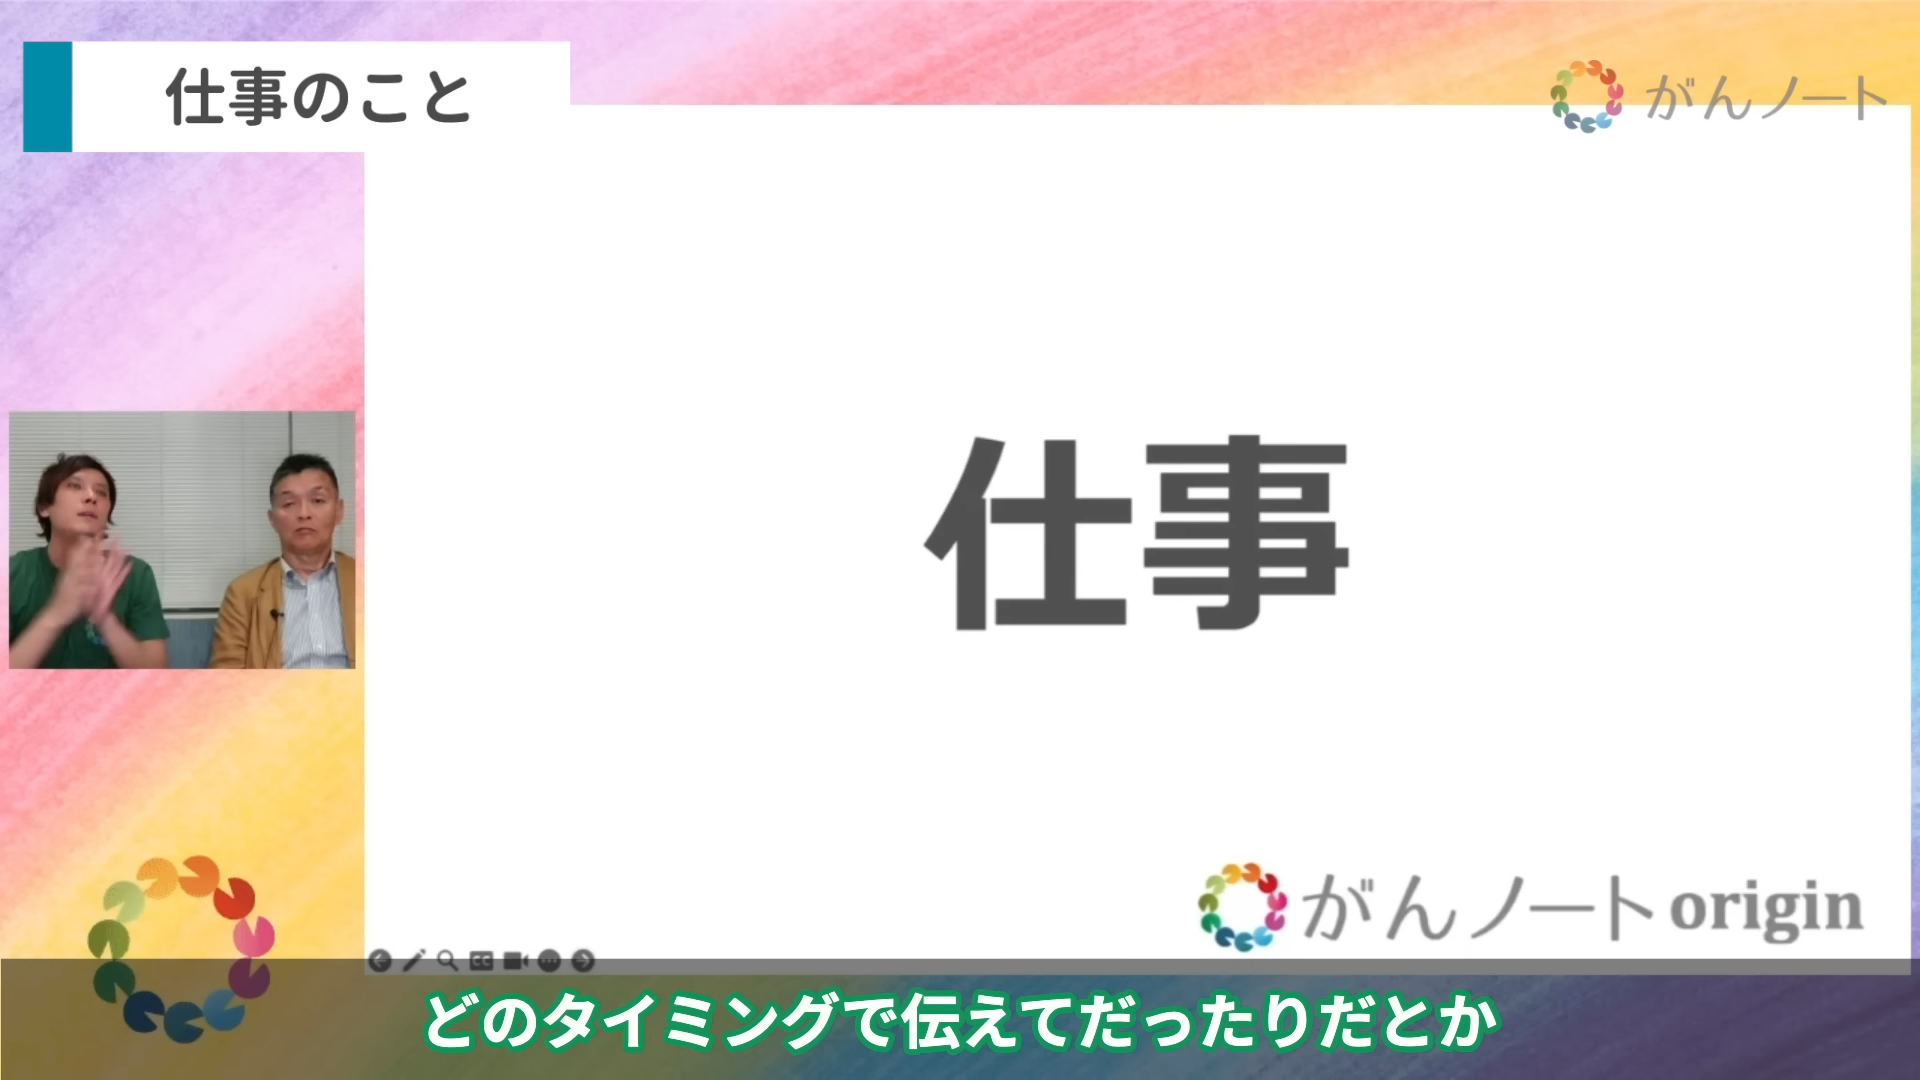 仕事のこと
がんノート
仕事
がんノート origin
CC
どのタイミングで伝えてだったりだとか